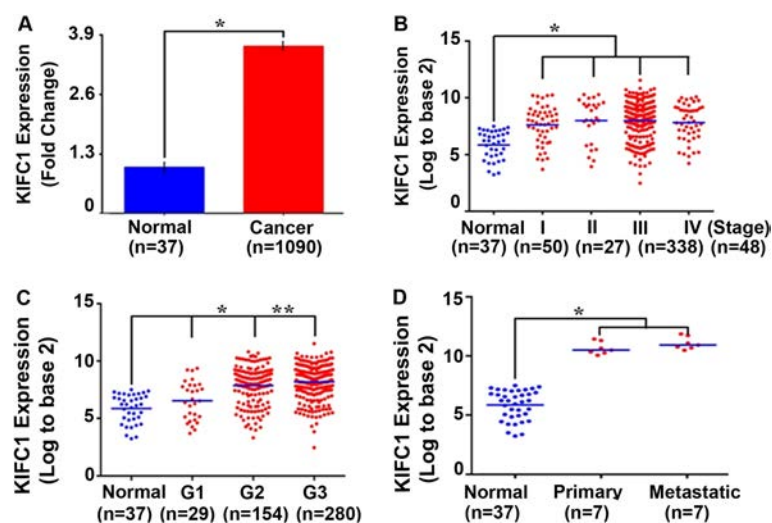 A
KIFC1 Expression
(Fold Change)
3.9
2.6
1.3
0
*
Normal
(n=37)
Cancer
(n=1090)
B
KIFC1 Expression
(Log to base 2)
15
10
5
0
*
Normal I II III IV (Stage)
(n=37) (n=50) (n=27) (n=338) (n=48)
C
KIFC1 Expression
(Log to base 2)
15
10
5
0
* **
Normal G1 G2 G3
(n=37) (n=29) (n=154) (n=280)
D
KIFC1 Expression
(Log to base 2)
15
10
5
0
*
Normal Primary Metastatic
(n=37) (n=7) (n=7)